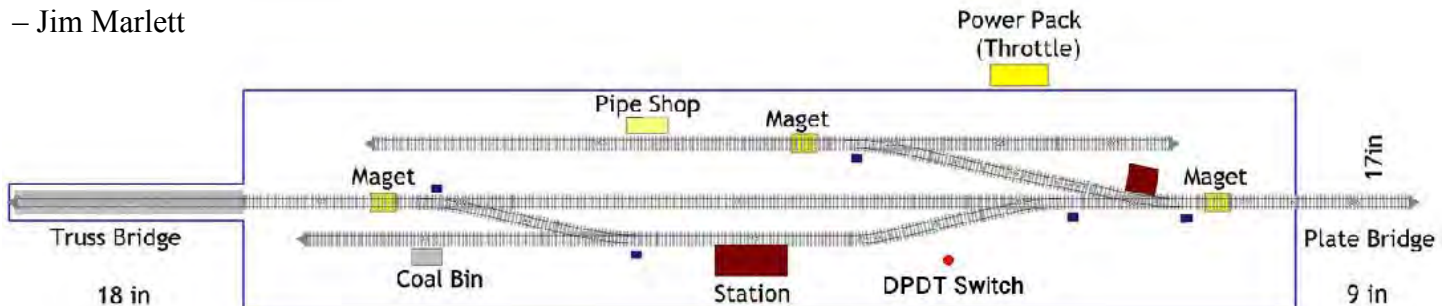 – Jim Marlett
Power Pack
(Throttle)
Pipe Shop
Maget
17in
Maget
Maget
Truss Bridge
Plate Bridge
Coal Bin
Station
DPDT Switch
18 in
9 in